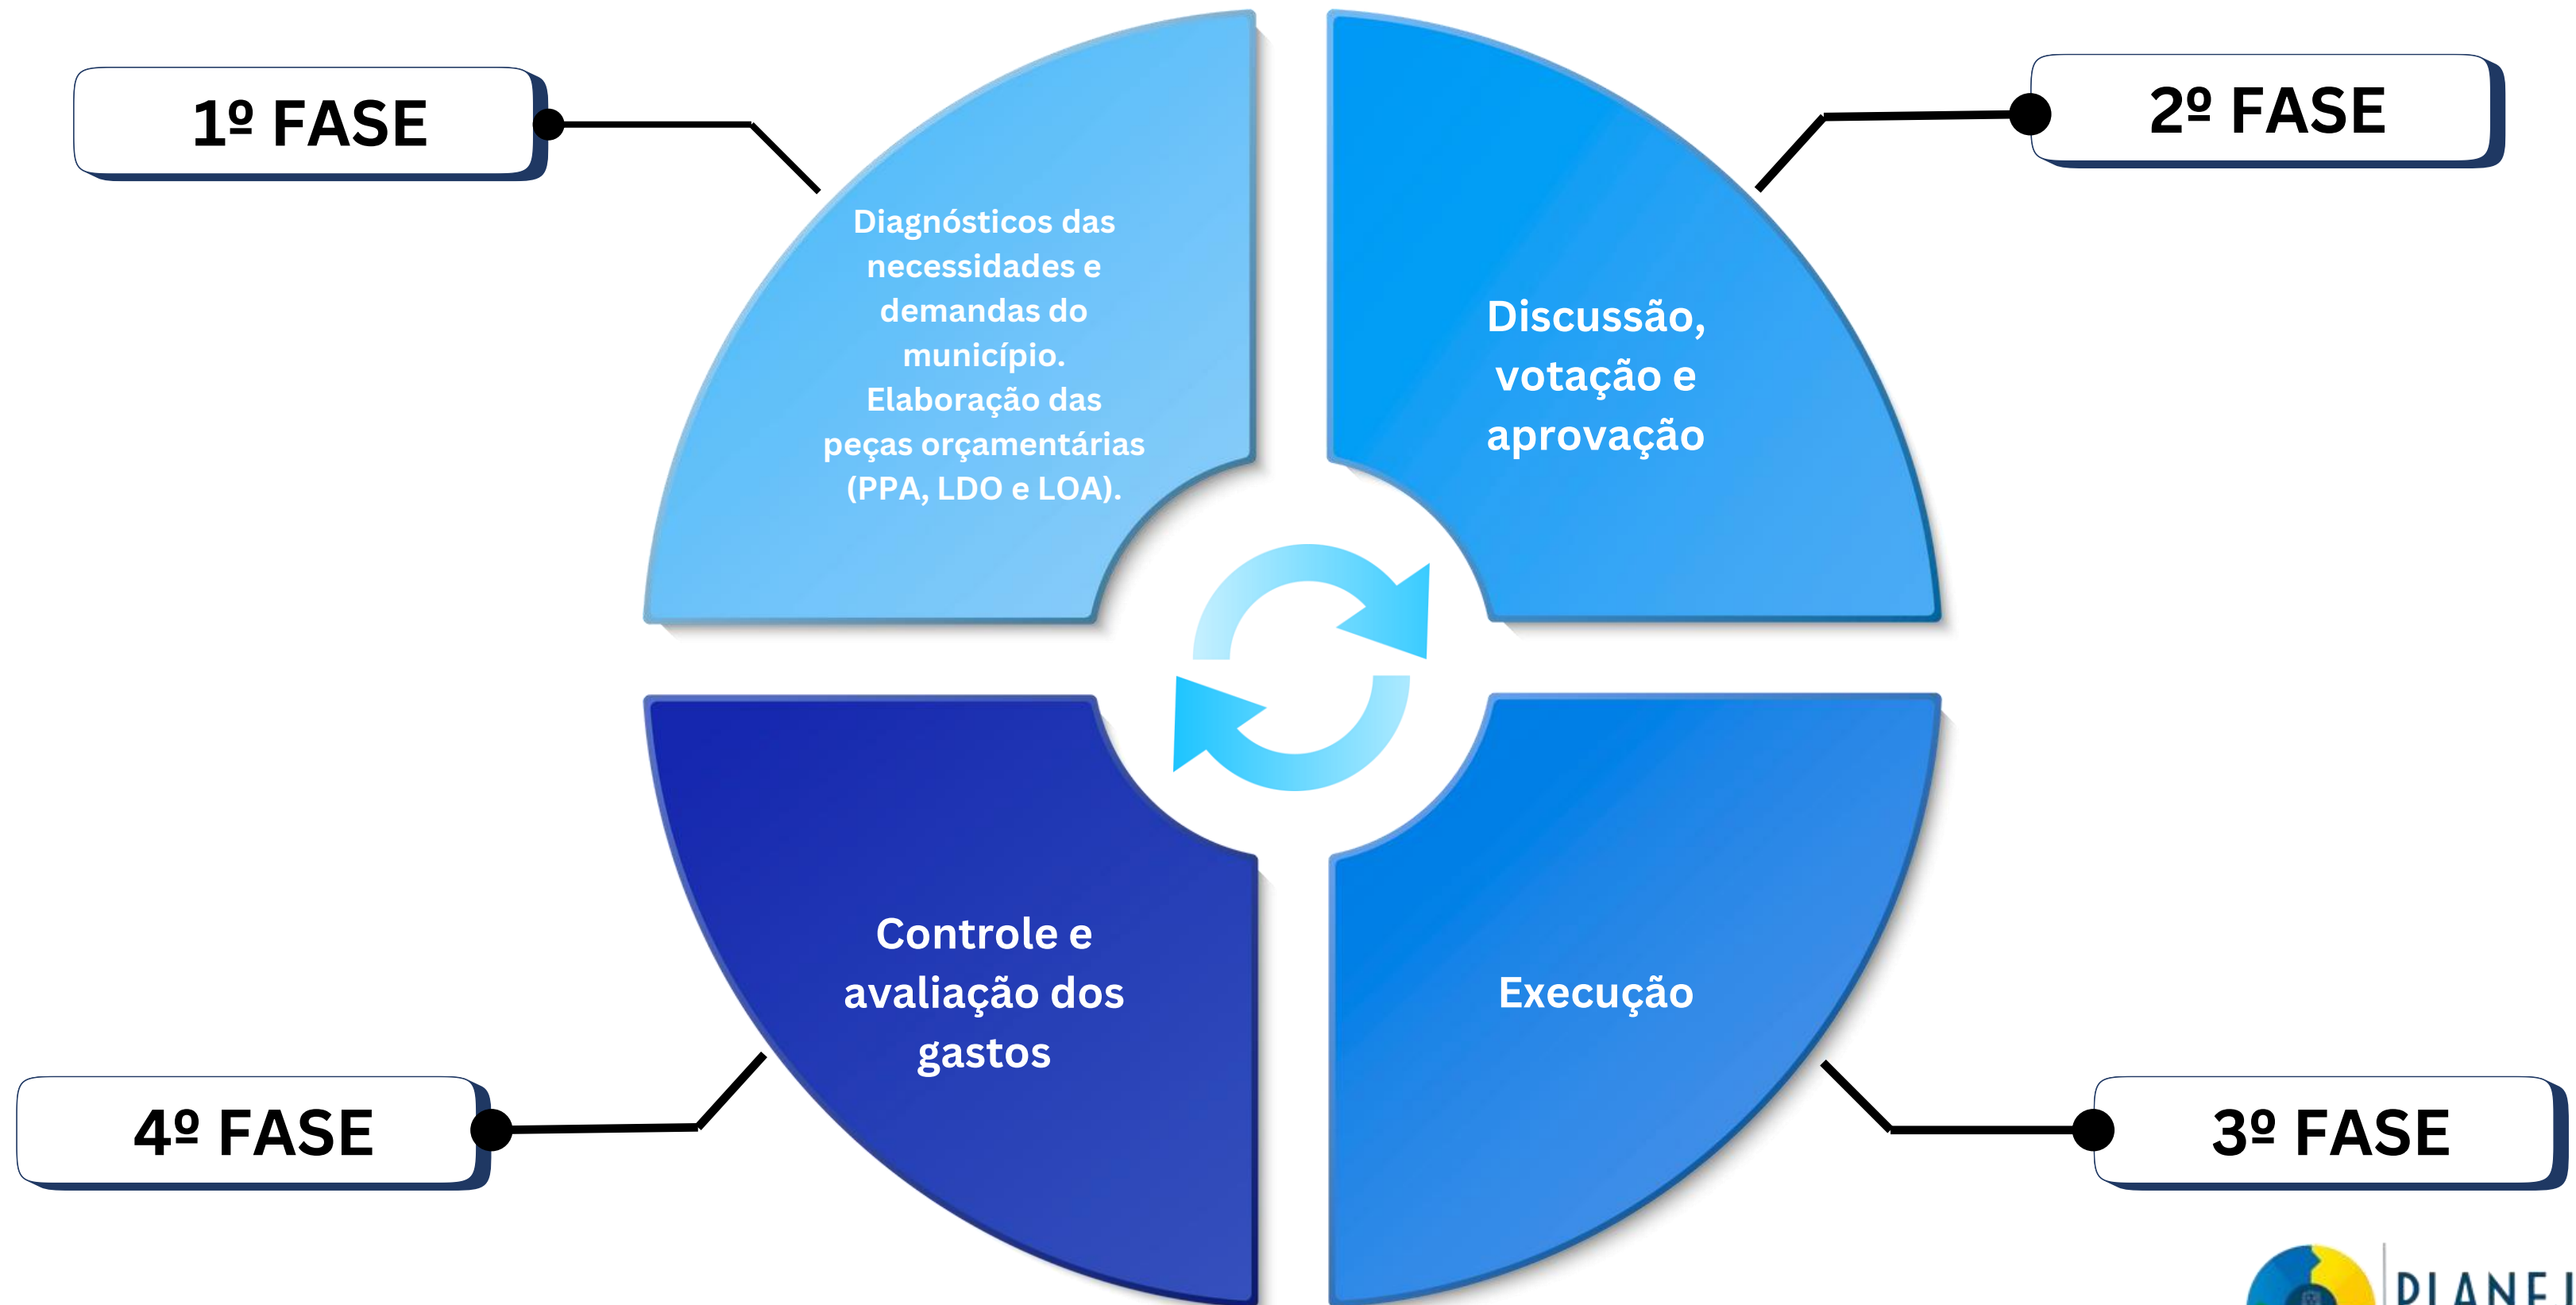 1º FASE
Diagnósticos das
necessidades e
demandas do
município.
Elaboração das
peças orçamentárias
(PPA, LDO e LOA).
2º FASE
Discussão,
votação e
aprovação
3º FASE
Execução
4º FASE
Controle e
avaliação dos
gastos